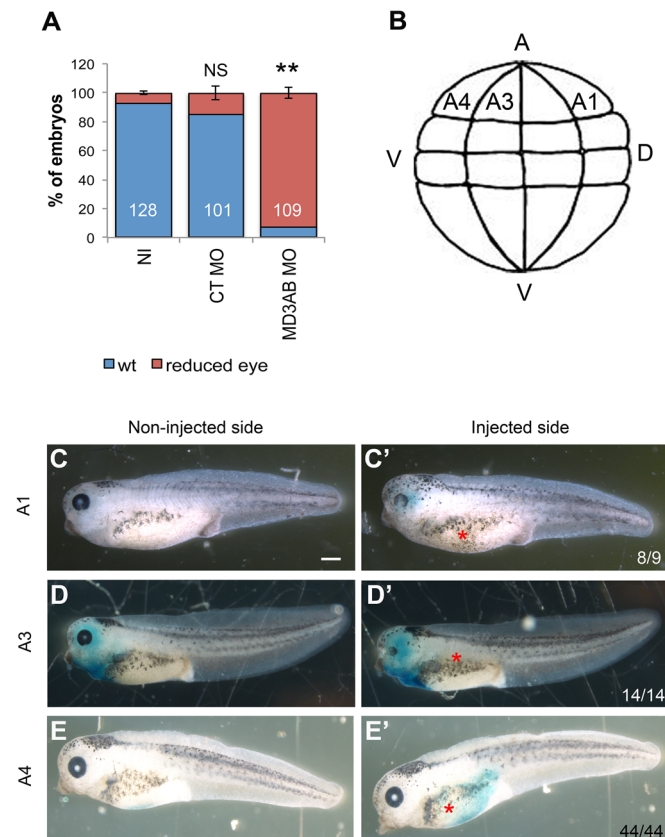 A
% of embryos
120
100
80
60
40
20
0
NS
**
128
101
109
NI
CT MO
MD3AB MO
wt
reduced eye
B
A
A4 A3 A1
V D
V
Non-injected side Injected side
A1
C C’
*
8/9
A3
D D’
*
14/14
A4
E E’
*
44/44